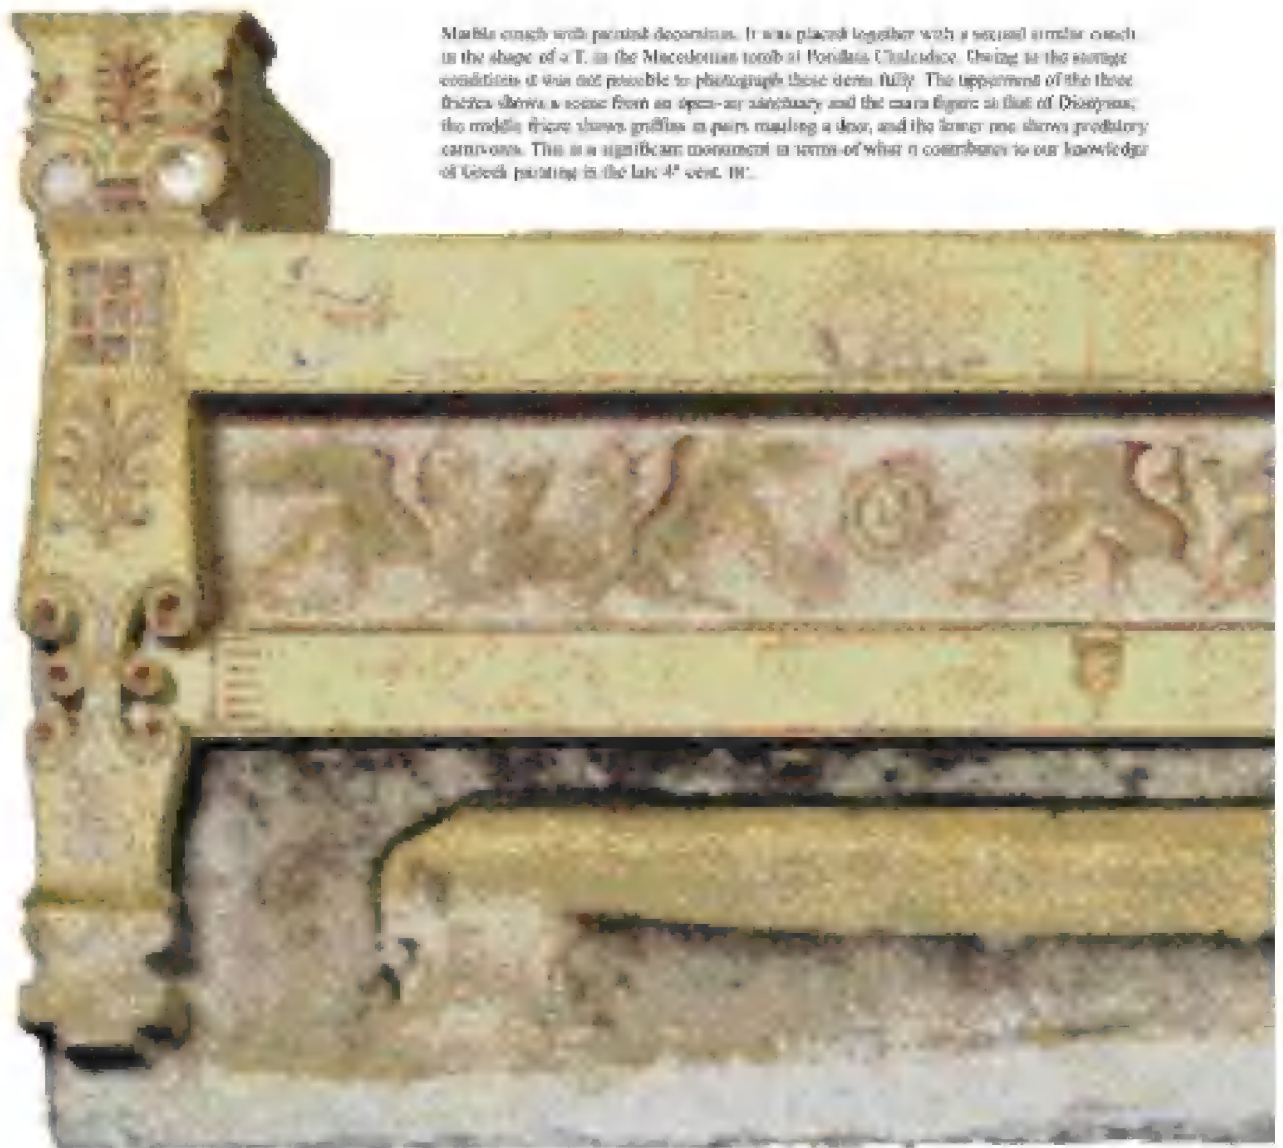 Marble couch with painted decoration. It was placed together with a second similar couch
in the shape of a Γ, in the Macedonian tomb at Potidaia Chalcidice. Owing to the storage
conditions it was not possible to photograph these items fully. The uppermost of the three
friezes shows a scene from an open-air sanctuary and the main figure is that of Dionysus;
the middle frieze shows griffins in pairs mauling a deer, and the lower one shows predatory
carnivores. This is a significant monument in terms of what it contributes to our knowledge
of Greek painting in the late 4th cent. BC.